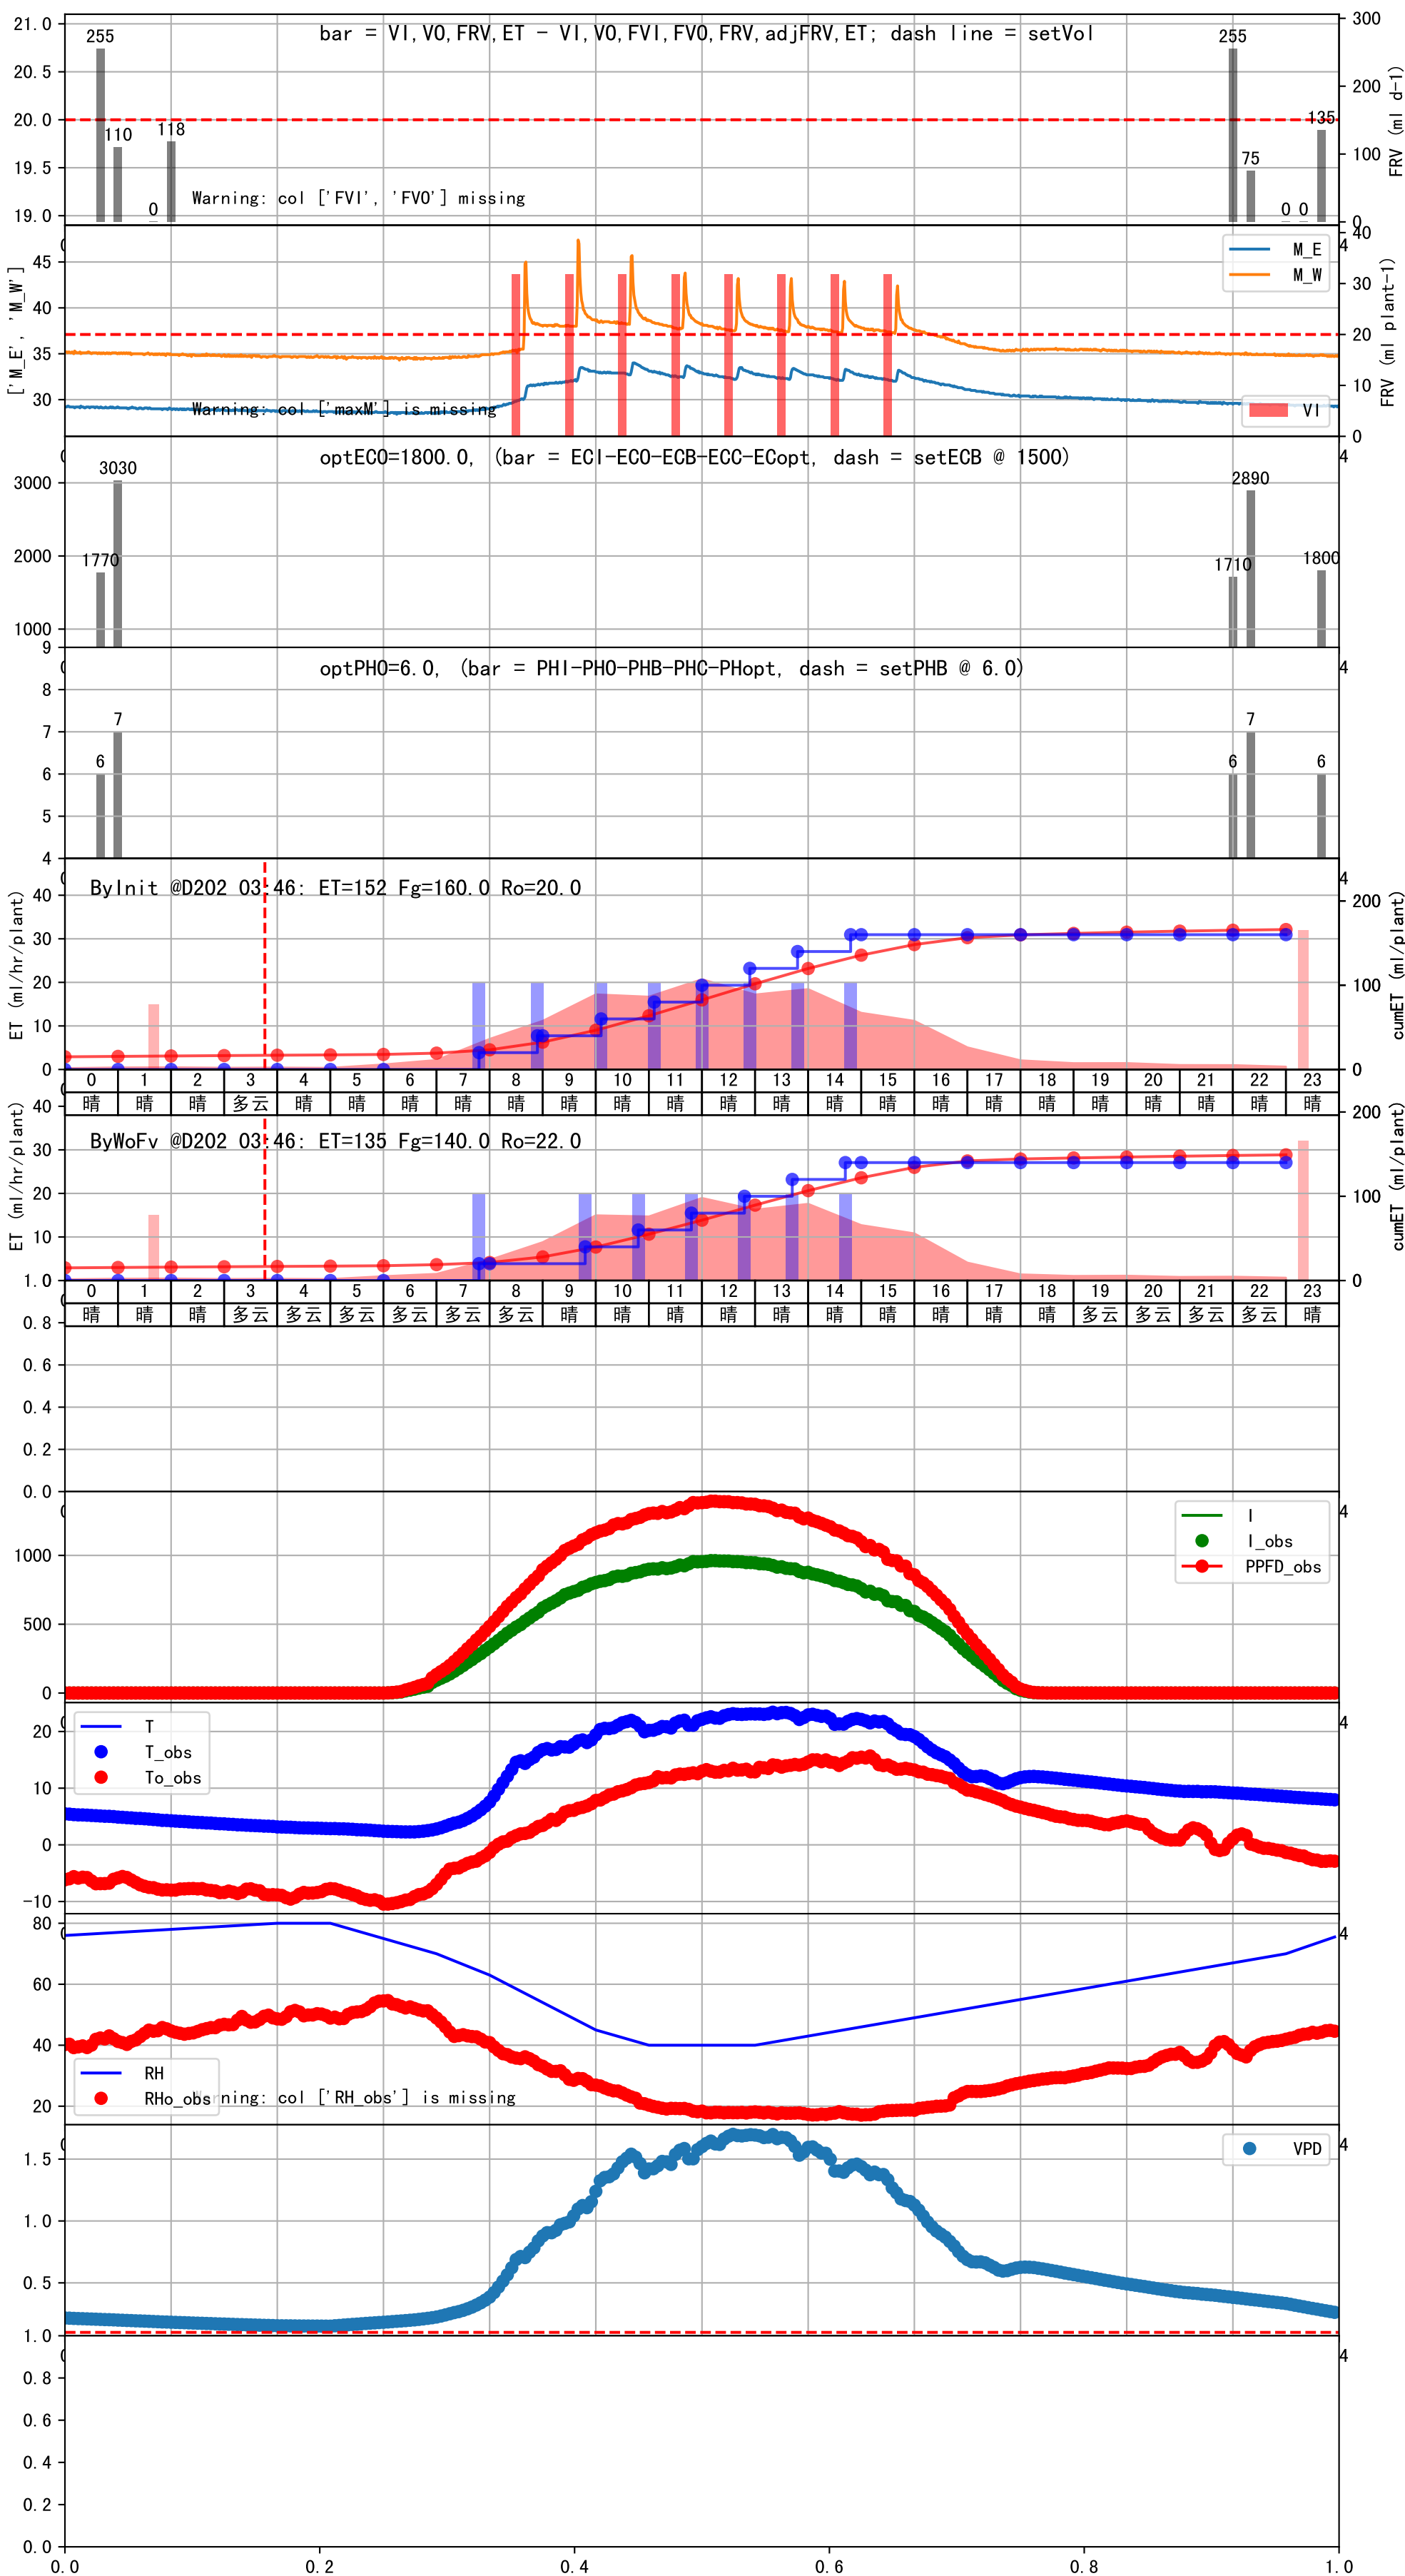 bar = VI,VO,FRV,ET - VI,VO,FVI,FVO,FRV,adjFRV,ET; dash line = setVol
21.0
20.5
20.0
19.5
19.0
255
110
0
118
255
75
0 0
135
300
200
100
0
FRV (ml d-1)
Warning: col ['FVI', 'FVO'] missing
['M_E', 'M_W']
45
40
35
30
4
40
30
20
10
0
FRV (ml plant-1)
M_E
M_W
VI
Warning: col ['maxM'] is missing
optECO=1800.0, (bar = ECI-ECO-ECB-ECC-ECopt, dash = setECB @ 1500)
3000
2000
1000
1770
3030
1710
2890
1800
4
optPHO=6.0, (bar = PHI-PHO-PHB-PHC-PHopt, dash = setPHB @ 6.0)
9
8
7
6
5
4
6
7
6
7
6
4
ByInit @D202 03:46: ET=152 Fg=160.0 Ro=20.0
ET (ml/hr/plant)
40
30
20
10
0
4
200
100
0
cumET (ml/plant)
0 1 2 3 4 5 6 7 8 9 10 11 12 13 14 15 16 17 18 19 20 21 22 23
晴 晴 晴 多云 晴 晴 晴 晴 晴 晴 晴 晴 晴 晴 晴 晴 晴 晴 晴 晴 晴 晴 晴 晴
ByWoFv @D202 03:46: ET=135 Fg=140.0 Ro=22.0
ET (ml/hr/plant)
40
30
20
10
200
100
0
cumET (ml/plant)
0 1 2 3 4 5 6 7 8 9 10 11 12 13 14 15 16 17 18 19 20 21 22 23
晴 晴 晴 多云 多云 多云 多云 多云 多云 晴 晴 晴 晴 晴 晴 晴 晴 晴 晴 多云 多云 多云 多云 晴
1.0
0.8
0.6
0.4
0.2
0.0
1000
500
0
4
I
I_obs
PPFD_obs
20
10
0
-10
4
T
T_obs
To_obs
80
60
40
20
4
RH
RHo_obs
rning: col ['RH_obs'] is missing
1.5
1.0
0.5
4
VPD
1.0
0.8
0.6
0.4
0.2
0.0
4
0.0 0.2 0.4 0.6 0.8 1.0